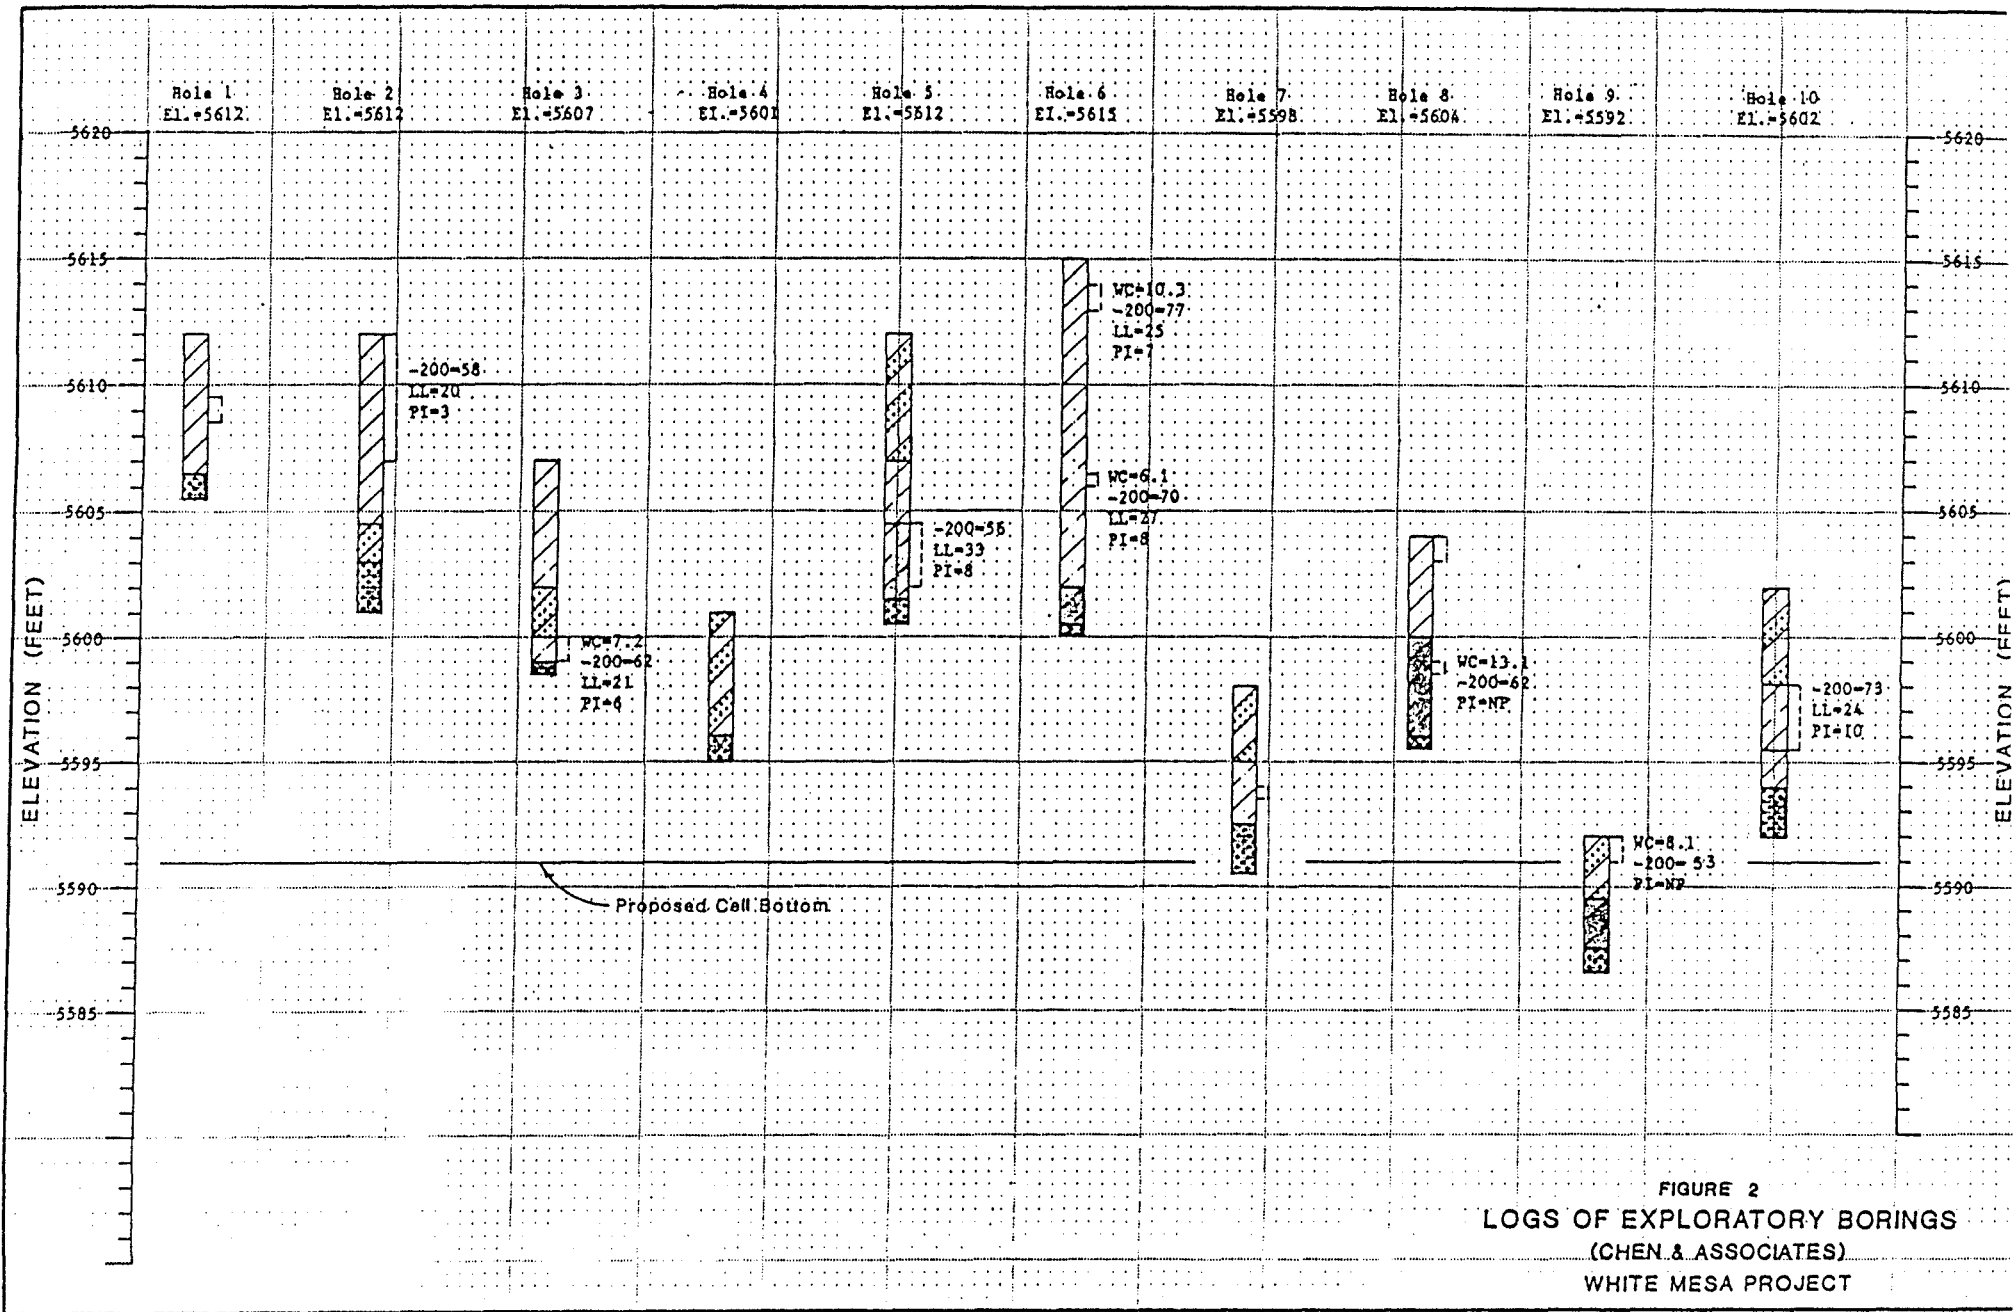 Hole 1
El.=5612
Hole 2
El.=5612
Hole 3
El.=5607
Hole 4
El.=5601
Hole 5
El.=5612
Hole 6
El.=5615
Hole 7
El.=5598
Hole 8
El.=5604
Hole 9
El.=5592
Hole 10
El.=5602
5620
5615
5610
5605
5600
5595
5590
5585
ELEVATION (FEET)
-200=58
LL=20
PI=3
WC=7.2
-200=62
LL=21
PI=6
-200=56
LL=33
PI=8
WC=10.3
-200=77
LL=25
PI=7
WC=6.1
-200=70
LL=27
PI=8
WC=13.1
-200=62
PI=NP
WC=8.1
-200=53
PI=NP
-200=73
LL=24
PI=10
Proposed Cell Bottom
5620
5615
5610
5605
5600
5595
5590
5585
ELEVATION (FEET)
FIGURE 2
LOGS OF EXPLORATORY BORINGS
(CHEN & ASSOCIATES)
WHITE MESA PROJECT